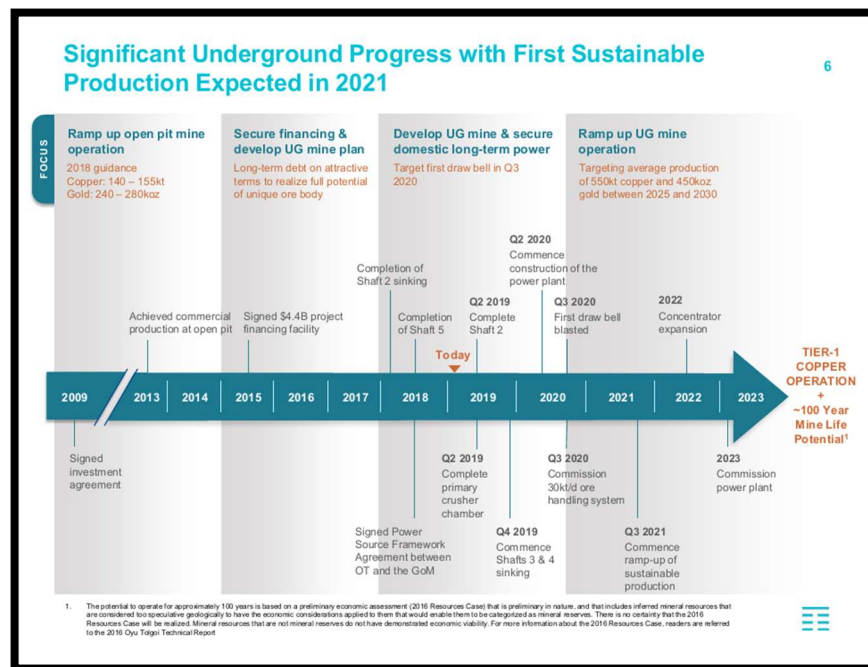 Significant Underground Progress with First Sustainable
Production Expected in 2021
6
FOCUS
Ramp up open pit mine
operation
2018 guidance
Copper: 140 – 155kt
Gold: 240 – 280koz
Secure financing &
develop UG mine plan
Long-term debt on attractive
terms to realize full potential
of unique ore body
Develop UG mine & secure
domestic long-term power
Target first draw bell in Q3
2020
Ramp up UG mine
operation
Targeting average production
of 550kt copper and 450koz
gold between 2025 and 2030
Achieved commercial
production at open pit
Signed $4.4B project
financing facility
Completion of
Shaft 2 sinking
Completion
of Shaft 5
Today
Q2 2019
Complete
Shaft 2
Q2 2020
Commence
construction of the
power plant
Q3 2020
First draw bell
blasted
2022
Concentrator
expansion
2009
2013
2014
2015
2016
2017
2018
2019
2020
2021
2022
2023
TIER-1
COPPER
OPERATION
+
~100 Year
Mine Life
Potential¹
Signed
investment
agreement
Signed Power
Source Framework
Agreement between
OT and the GoM
Q2 2019
Complete
primary
crusher
chamber
Q4 2019
Commence
Shafts 3 & 4
sinking
Q3 2020
Commission
30kt/d ore
handling system
Q3 2021
Commence
ramp-up of
sustainable
production
2023
Commission
power plant
1. The potential to operate for approximately 100 years is based on a preliminary economic assessment (2016 Resources Case) that is preliminary in nature, and that includes inferred mineral resources that
are considered too speculative geologically to have the economic considerations applied to them that would enable them to be categorized as mineral reserves. There is no certainty that the 2016
Resources Case will be realized. Mineral resources that are not mineral reserves do not have demonstrated economic viability. For more information about the 2016 Resources Case, readers are referred
to the 2016 Oyu Tolgoi Technical Report